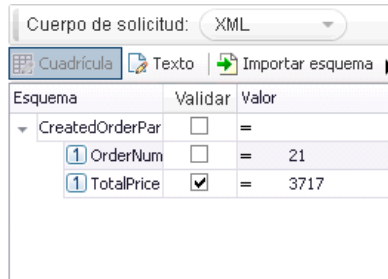 Cuerpo de solicitud: XML
Cuadrícula Texto Importar esquema
Esquema Validar Valor
CreatedOrderPar =
1 OrderNum = 21
1 TotalPrice = 3717